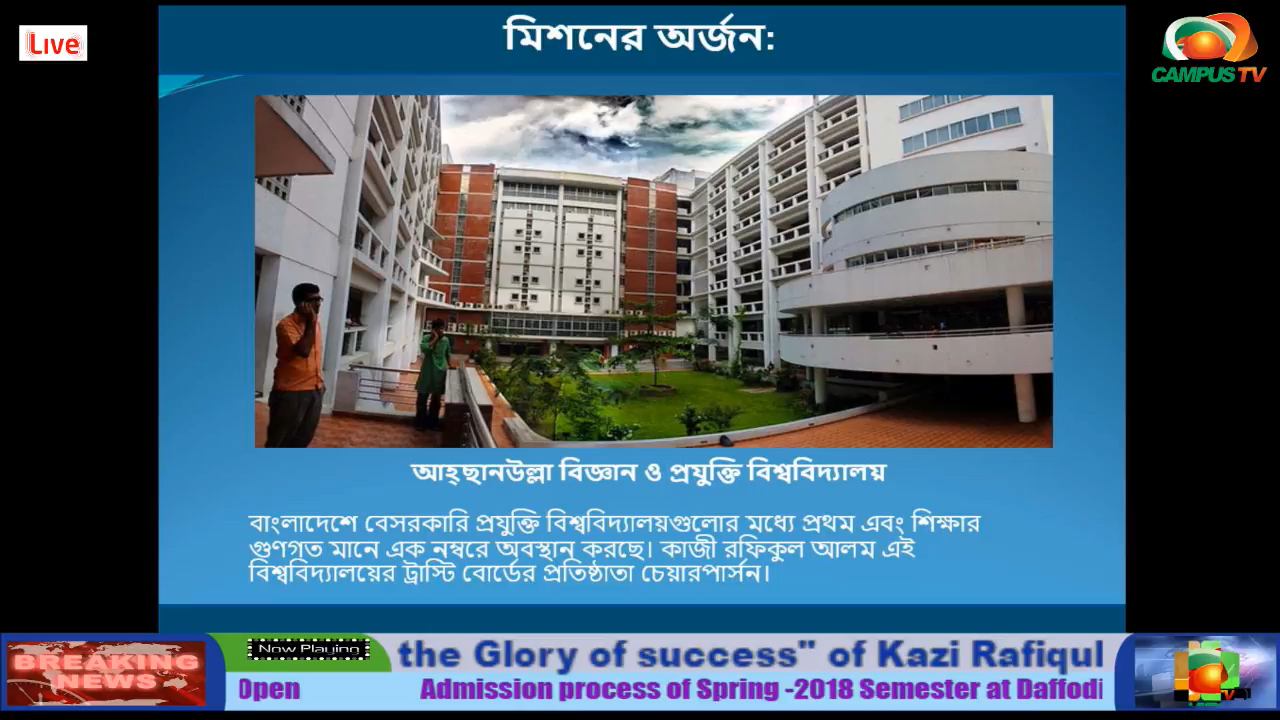 Live
মিশনের অর্জন:
CAMPUS TV
আহ্ছানউল্লা বিজ্ঞান ও প্রযুক্তি বিশ্ববিদ্যালয়
বাংলাদেশে বেসরকারি প্রযুক্তি বিশ্ববিদ্যালয়গুলোর মধ্যে প্রথম এবং শিক্ষার
গুণগত মানে এক নম্বরে অবস্থান করছে। কাজী রফিকুল আলম এই
বিশ্ববিদ্যালয়ের ট্রাস্টি বোর্ডের প্রতিষ্ঠাতা চেয়ারপার্সন।
BREAKING
NEWS
Now Playing
the Glory of success" of Kazi Rafiqul
Open Admission process of Spring -2018 Semester at Daffodi